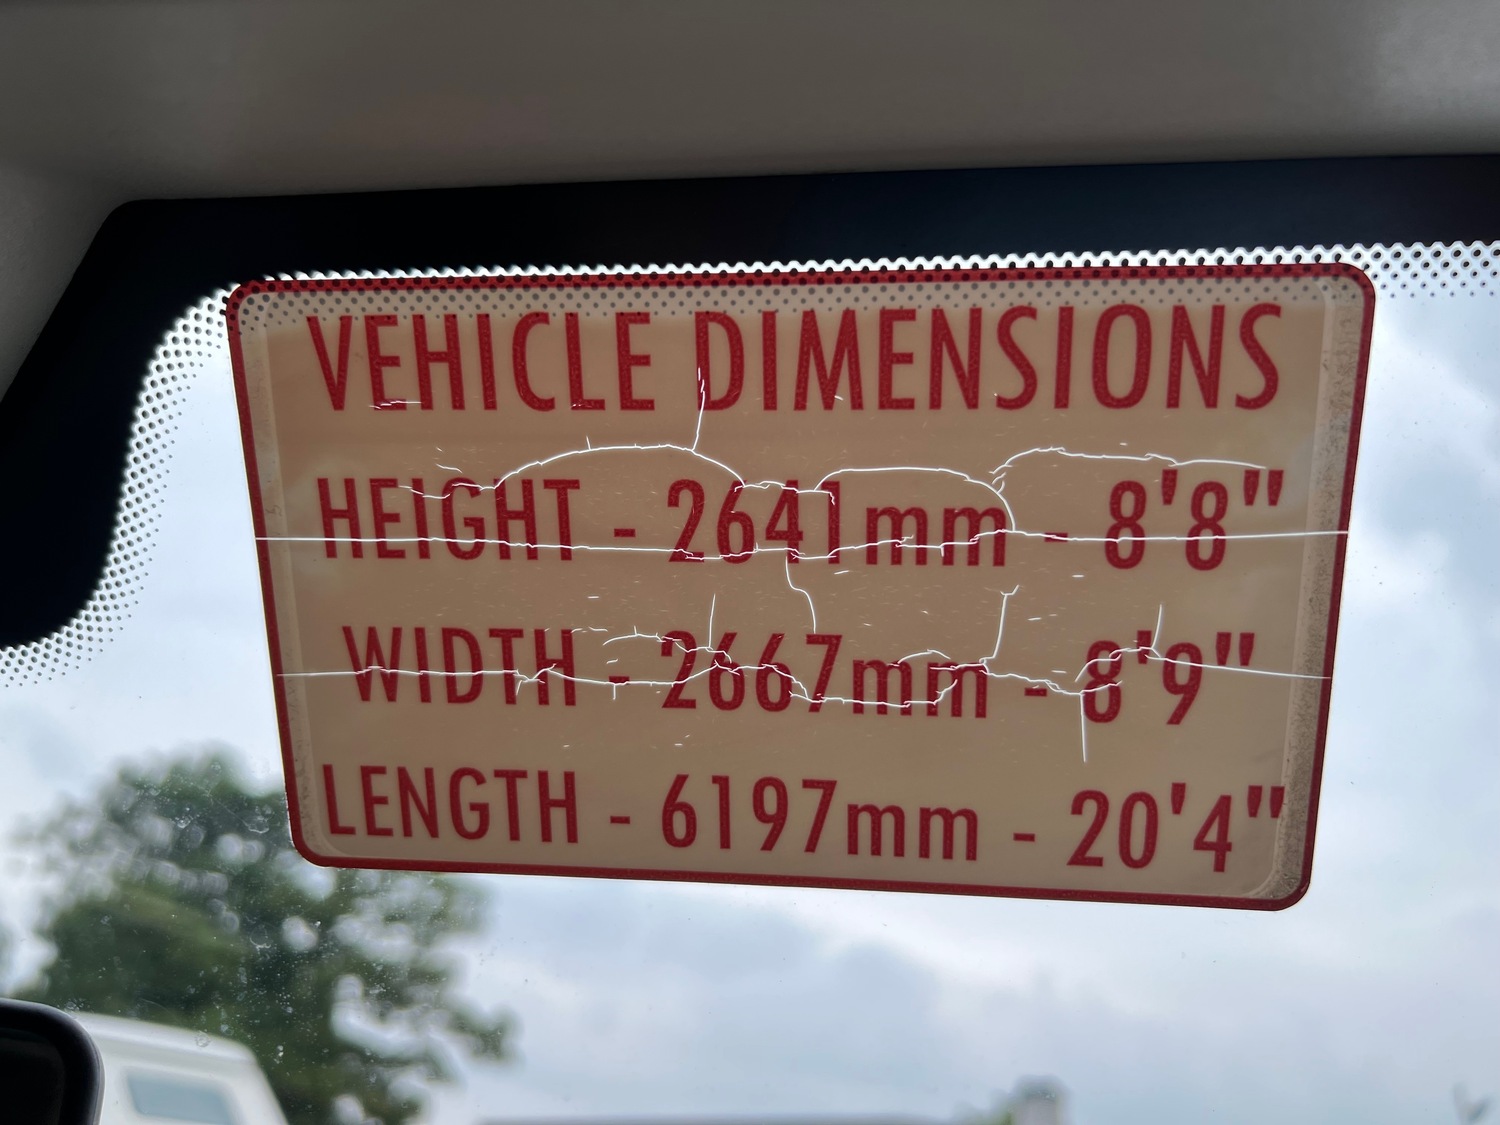 VEHICLE DIMENSIONS
HEIGHT - 2641mm - 8'8"
WIDTH - 2667mm - 8'9"
LENGTH - 6197mm - 20'4"